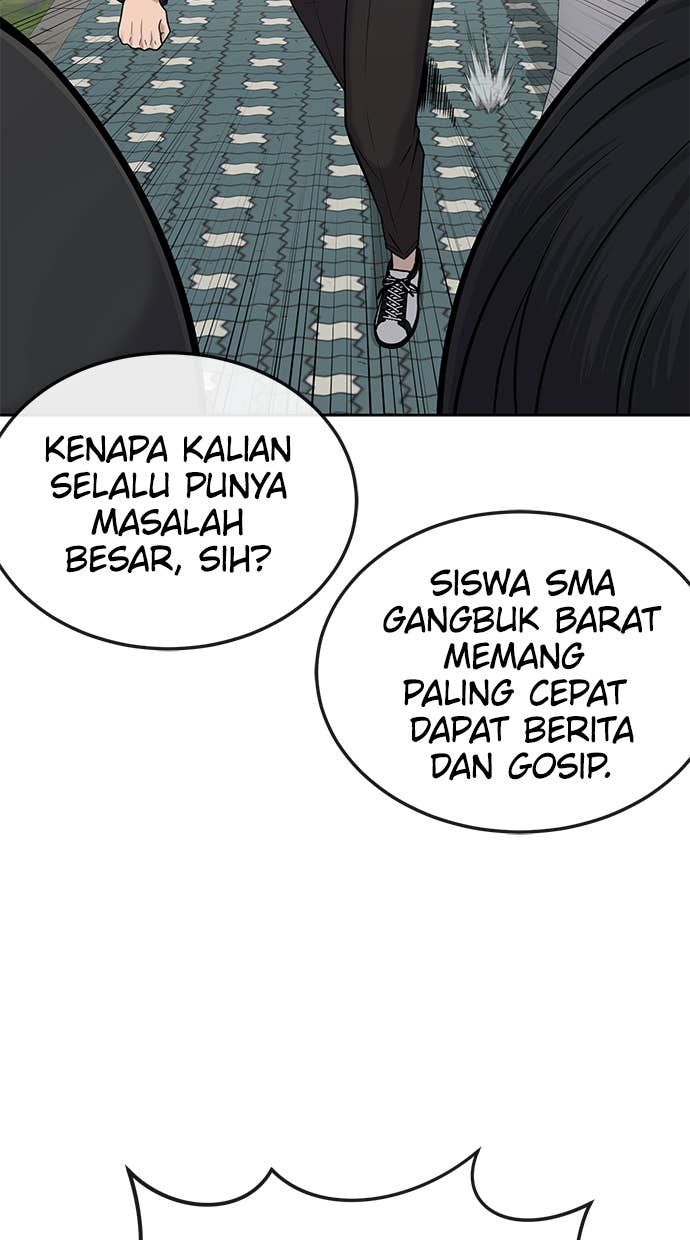 KENAPA KALIAN
SELALU PUNYA
MASALAH
BESAR, SIH?
SISWA SMA
GANGBUK BARAT
MEMANG
PALING CEPAT
DAPAT BERITA
DAN GOSIP.